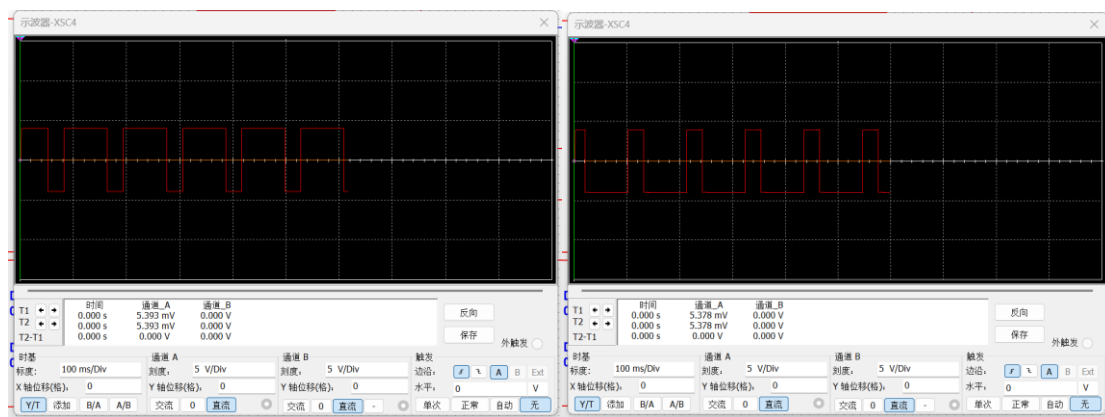 示波器-XSC4
时间 通道_A 通道_B
T1 0.000 s 5.393 mV 0.000 V
T2 0.000 s 5.393 mV 0.000 V
T2-T1 0.000 s 0.000 V 0.000 V
反向
保存
外触发
时基 通道 A 通道 B 触发
标度: 100 ms/Div 刻度: 5 V/Div 刻度: 5 V/Div 边沿: A B Ext
X 轴位移(格): 0 Y 轴位移(格): 0 Y 轴位移(格): 0 水平: 0 V
Y/T 添加 B/A A/B 交流 0 直流 交流 0 直流 - 单次 正常 自动 无
示波器-XSC4
时间 通道_A 通道_B
T1 0.000 s 5.378 mV 0.000 V
T2 0.000 s 5.378 mV 0.000 V
T2-T1 0.000 s 0.000 V 0.000 V
反向
保存
外触发
时基 通道 A 通道 B 触发
标度: 100 ms/Div 刻度: 5 V/Div 刻度: 5 V/Div 边沿: A B Ext
X 轴位移(格): 0 Y 轴位移(格): 0 Y 轴位移(格): 0 水平: 0 V
Y/T 添加 B/A A/B 交流 0 直流 交流 0 直流 - 单次 正常 自动 无